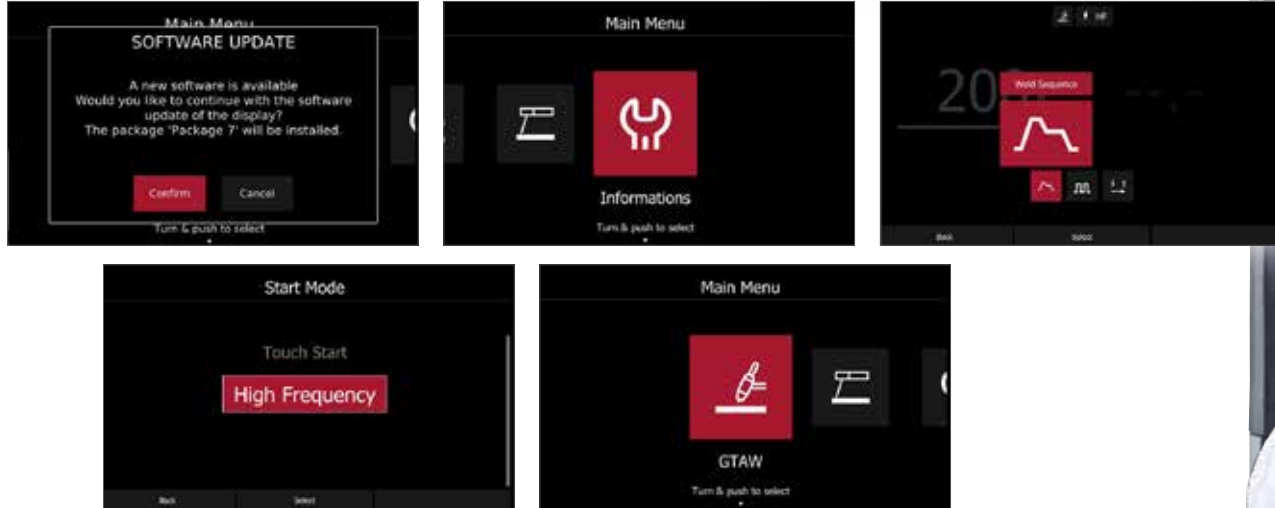 Main Menu
SOFTWARE UPDATE
A new software is available
Would you like to continue with the software
update of the display?
The package 'Package 7' will be installed.
Confirm Cancel
Turn & push to select
Main Menu
Informations
Turn & push to select
HF
200
Weld Sequence
Back Select
Start Mode
Touch Start
High Frequency
Back Select
Main Menu
GTAW
Turn & push to select